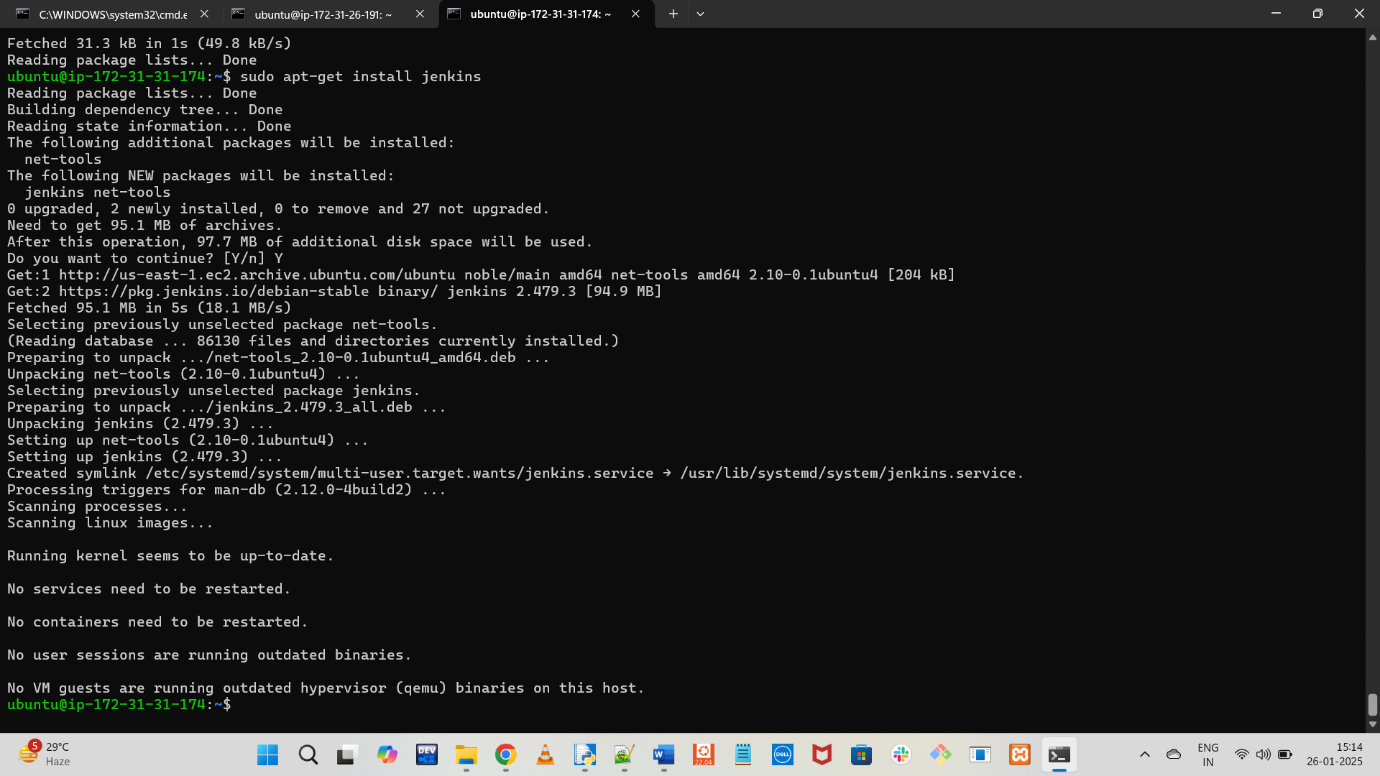 C:\WINDOWS\system32\cmd.e
ubuntu@ip-172-31-26-191: ~
ubuntu@ip-172-31-31-174: ~
Fetched 31.3 kB in 1s (49.8 kB/s)
Reading package lists... Done
ubuntu@ip-172-31-31-174:~$ sudo apt-get install jenkins
Reading package lists... Done
Building dependency tree... Done
Reading state information... Done
The following additional packages will be installed:
  net-tools
The following NEW packages will be installed:
  jenkins net-tools
0 upgraded, 2 newly installed, 0 to remove and 27 not upgraded.
Need to get 95.1 MB of archives.
After this operation, 97.7 MB of additional disk space will be used.
Do you want to continue? [Y/n] Y
Get:1 http://us-east-1.ec2.archive.ubuntu.com/ubuntu noble/main amd64 net-tools amd64 2.10-0.1ubuntu4 [204 kB]
Get:2 https://pkg.jenkins.io/debian-stable binary/ jenkins 2.479.3 [94.9 MB]
Fetched 95.1 MB in 5s (18.1 MB/s)
Selecting previously unselected package net-tools.
(Reading database ... 86130 files and directories currently installed.)
Preparing to unpack .../net-tools_2.10-0.1ubuntu4_amd64.deb ...
Unpacking net-tools (2.10-0.1ubuntu4) ...
Selecting previously unselected package jenkins.
Preparing to unpack .../jenkins_2.479.3_all.deb ...
Unpacking jenkins (2.479.3) ...
Setting up net-tools (2.10-0.1ubuntu4) ...
Setting up jenkins (2.479.3) ...
Created symlink /etc/systemd/system/multi-user.target.wants/jenkins.service → /usr/lib/systemd/system/jenkins.service.
Processing triggers for man-db (2.12.0-4build2) ...
Scanning processes...
Scanning linux images...
Running kernel seems to be up-to-date.
No services need to be restarted.
No containers need to be restarted.
No user sessions are running outdated binaries.
No VM guests are running outdated hypervisor (qemu) binaries on this host.
ubuntu@ip-172-31-31-174:~$
5
29°C
Haze
DEV
W
22.04
DELL
ENG
IN
15:14
26-01-2025